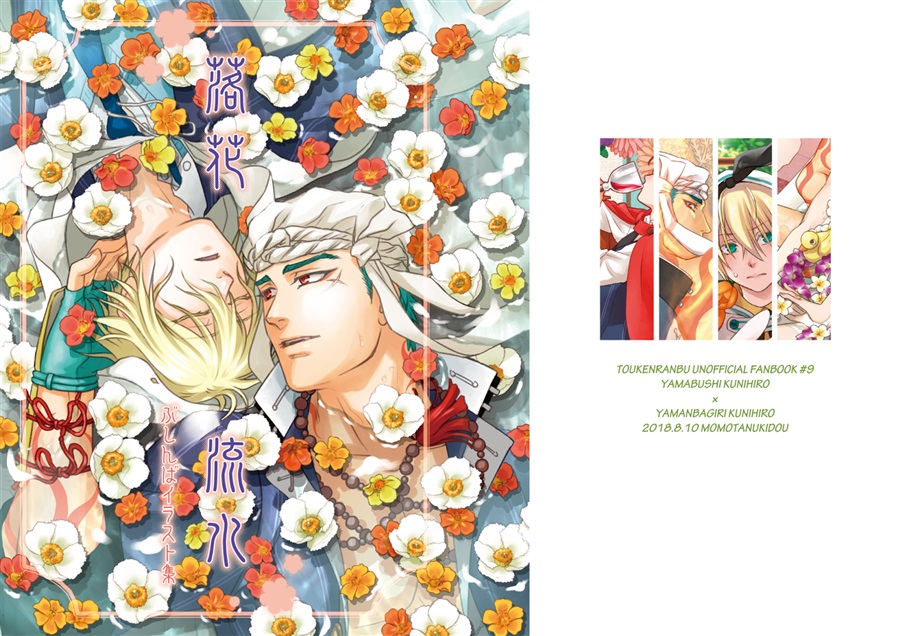 落花
流水
ぶしんばイラスト集
TOUKENRANBU UNOFFICIAL FANBOOK #9
YAMABUSHI KUNIHIRO
×
YAMANBAGIRI KUNIHIRO
2018.8.10 MOMOTANUKIDOU